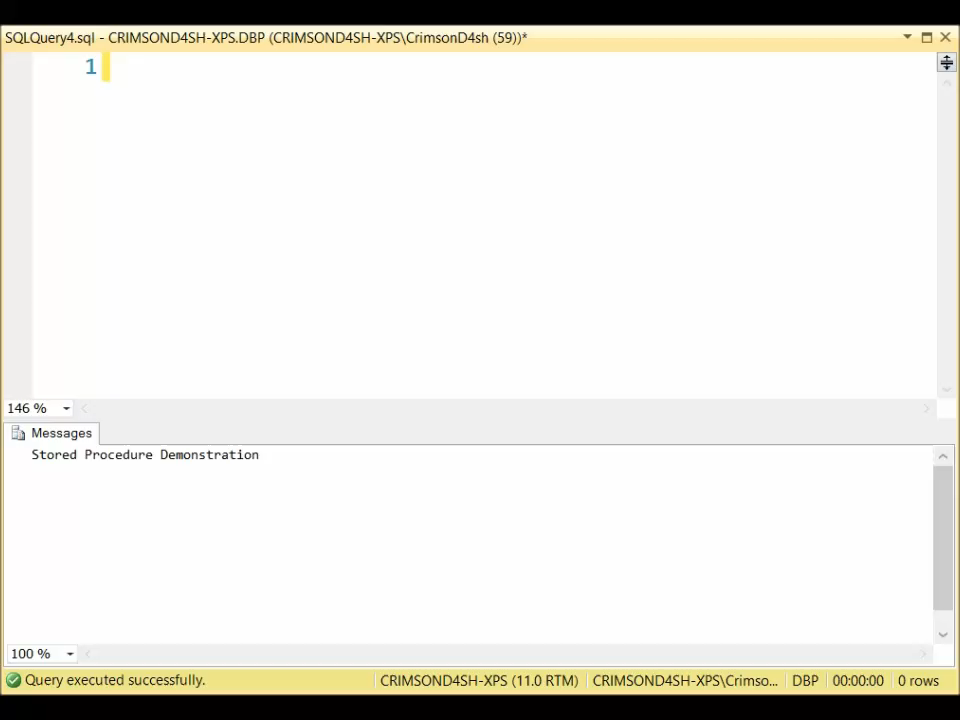 SQLQuery4.sql - CRIMSOND4SH-XPS.DBP (CRIMSOND4SH-XPS\CrimsonD4sh (59))*
1
146 %
Messages
Stored Procedure Demonstration
100 %
Query executed successfully. CRIMSOND4SH-XPS (11.0 RTM) CRIMSOND4SH-XPS\Crimso... DBP 00:00:00 0 rows